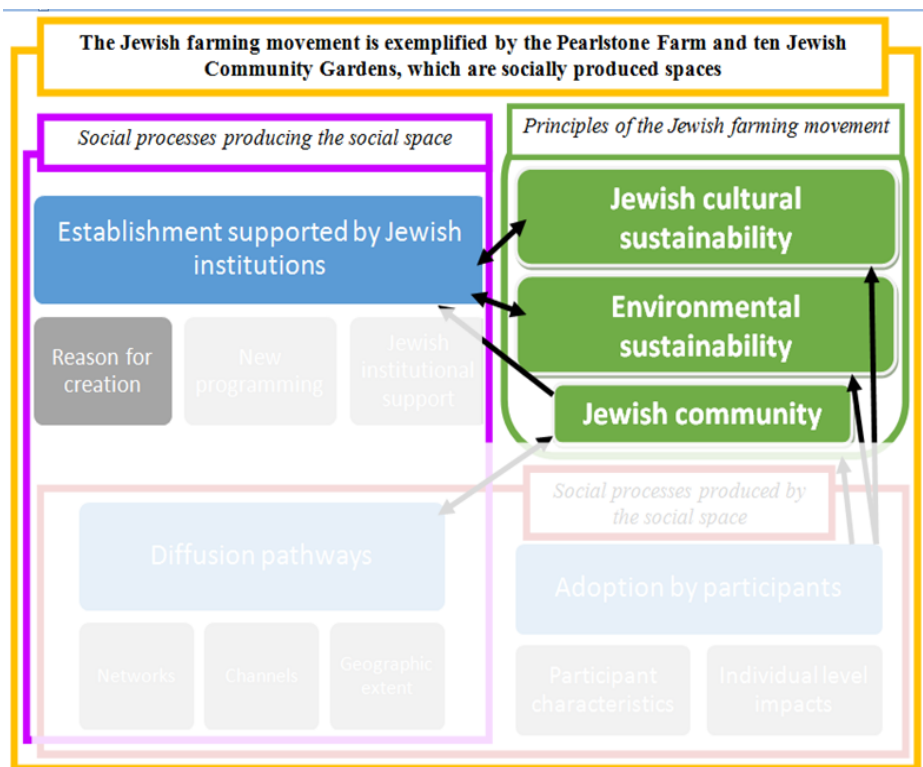 The Jewish farming movement is exemplified by the Pearlstone Farm and ten Jewish
Community Gardens, which are socially produced spaces
Social processes producing the social space
Principles of the Jewish farming movement
Establishment supported by Jewish
institutions
Jewish cultural
sustainability
Environmental
sustainability
Jewish community
Reason for
creation
New
programming
Jewish
institutional
support
Social processes produced by
the social space
Diffusion pathways
Adoption by participants
Networks
Channels
Geographic
extent
Participant
characteristics
Individual level
impacts